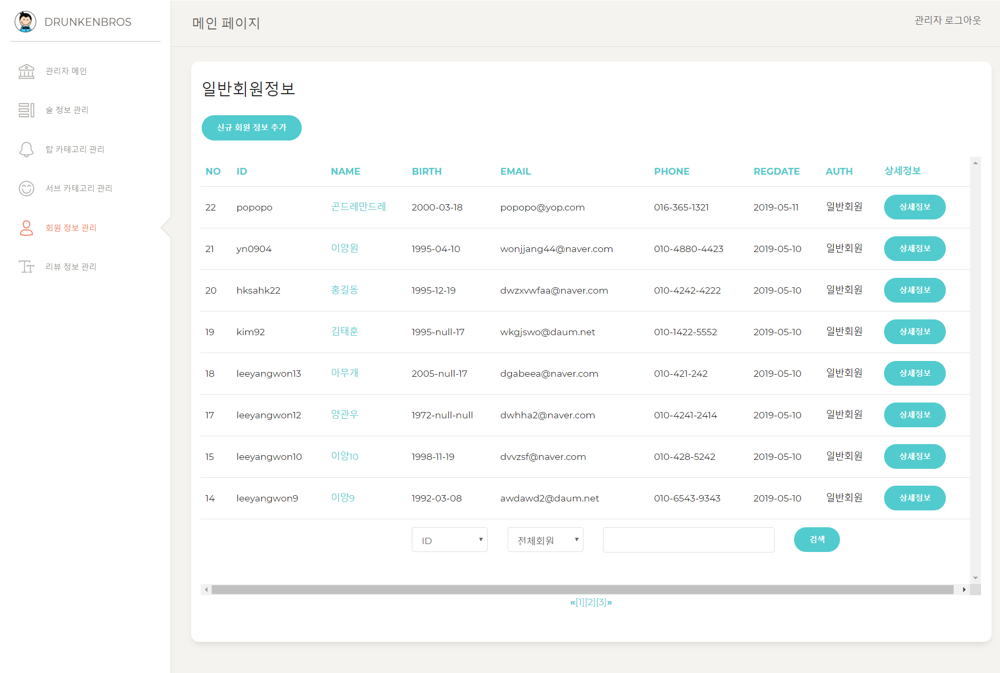 DRUNKENBROS
관리자 메인
술 정보 관리
탑 카테고리 관리
서브 카테고리 관리
회원 정보 관리
리뷰 정보 관리
메인 페이지
관리자 로그아웃
일반회원정보
신규 회원 정보 추가
NO ID NAME BIRTH EMAIL PHONE REGDATE AUTH 상세정보
22 popopo 곤드레만드레 2000-03-18 popopo@yop.com 016-365-1321 2019-05-11 일반회원 상세정보
21 yn0904 이양원 1995-04-10 wonjjang44@naver.com 010-4880-4423 2019-05-10 일반회원 상세정보
20 hksahk22 홍길동 1995-12-19 dwzxvwfaa@naver.com 010-4242-4222 2019-05-10 일반회원 상세정보
19 kim92 김태훈 1995-null-17 wkgjswo@daum.net 010-1422-5552 2019-05-10 일반회원 상세정보
18 leeyangwon13 아무개 2005-null-17 dgabeea@naver.com 010-421-242 2019-05-10 일반회원 상세정보
17 leeyangwon12 양관우 1972-null-null dwhha2@naver.com 010-4241-2414 2019-05-10 일반회원 상세정보
15 leeyangwon10 이양10 1998-11-19 dvvzsf@naver.com 010-428-5242 2019-05-10 일반회원 상세정보
14 leeyangwon9 이양9 1992-03-08 awdawd2@daum.net 010-6543-9343 2019-05-10 일반회원 상세정보
ID 전체회원 검색
«[1][2][3]»